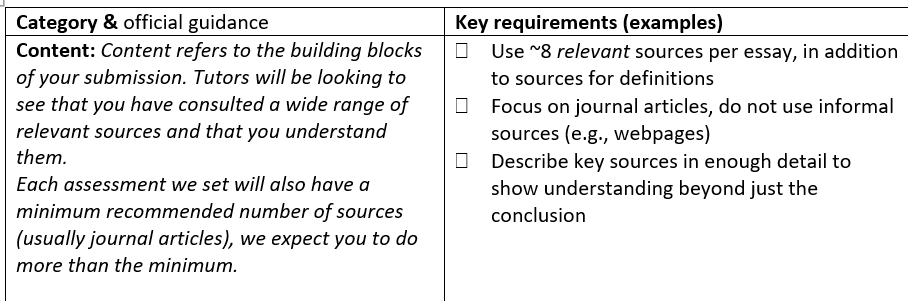 Category & official guidance
Key requirements (examples)
Content: Content refers to the building blocks
of your submission. Tutors will be looking to
see that you have consulted a wide range of
relevant sources and that you understand
them.
Each assessment we set will also have a
minimum recommended number of sources
(usually journal articles), we expect you to do
more than the minimum.
☐ Use ~8 relevant sources per essay, in addition
to sources for definitions
☐ Focus on journal articles, do not use informal
sources (e.g., webpages)
☐ Describe key sources in enough detail to
show understanding beyond just the
conclusion